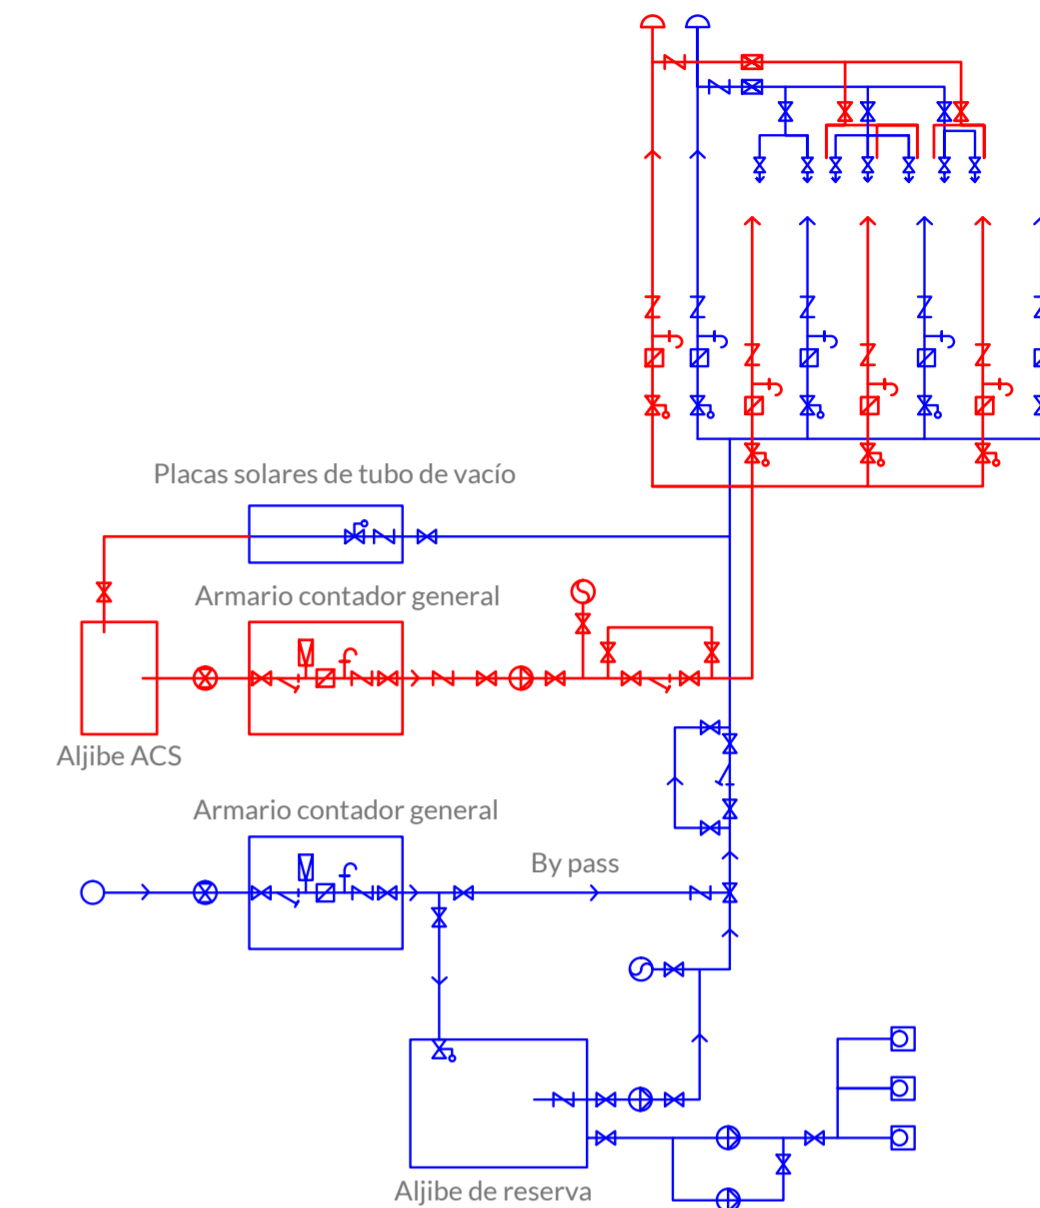 Placas solares de tubo de vacío
Armario contador general
Aljibe ACS
Armario contador general
By pass
Aljibe de reserva